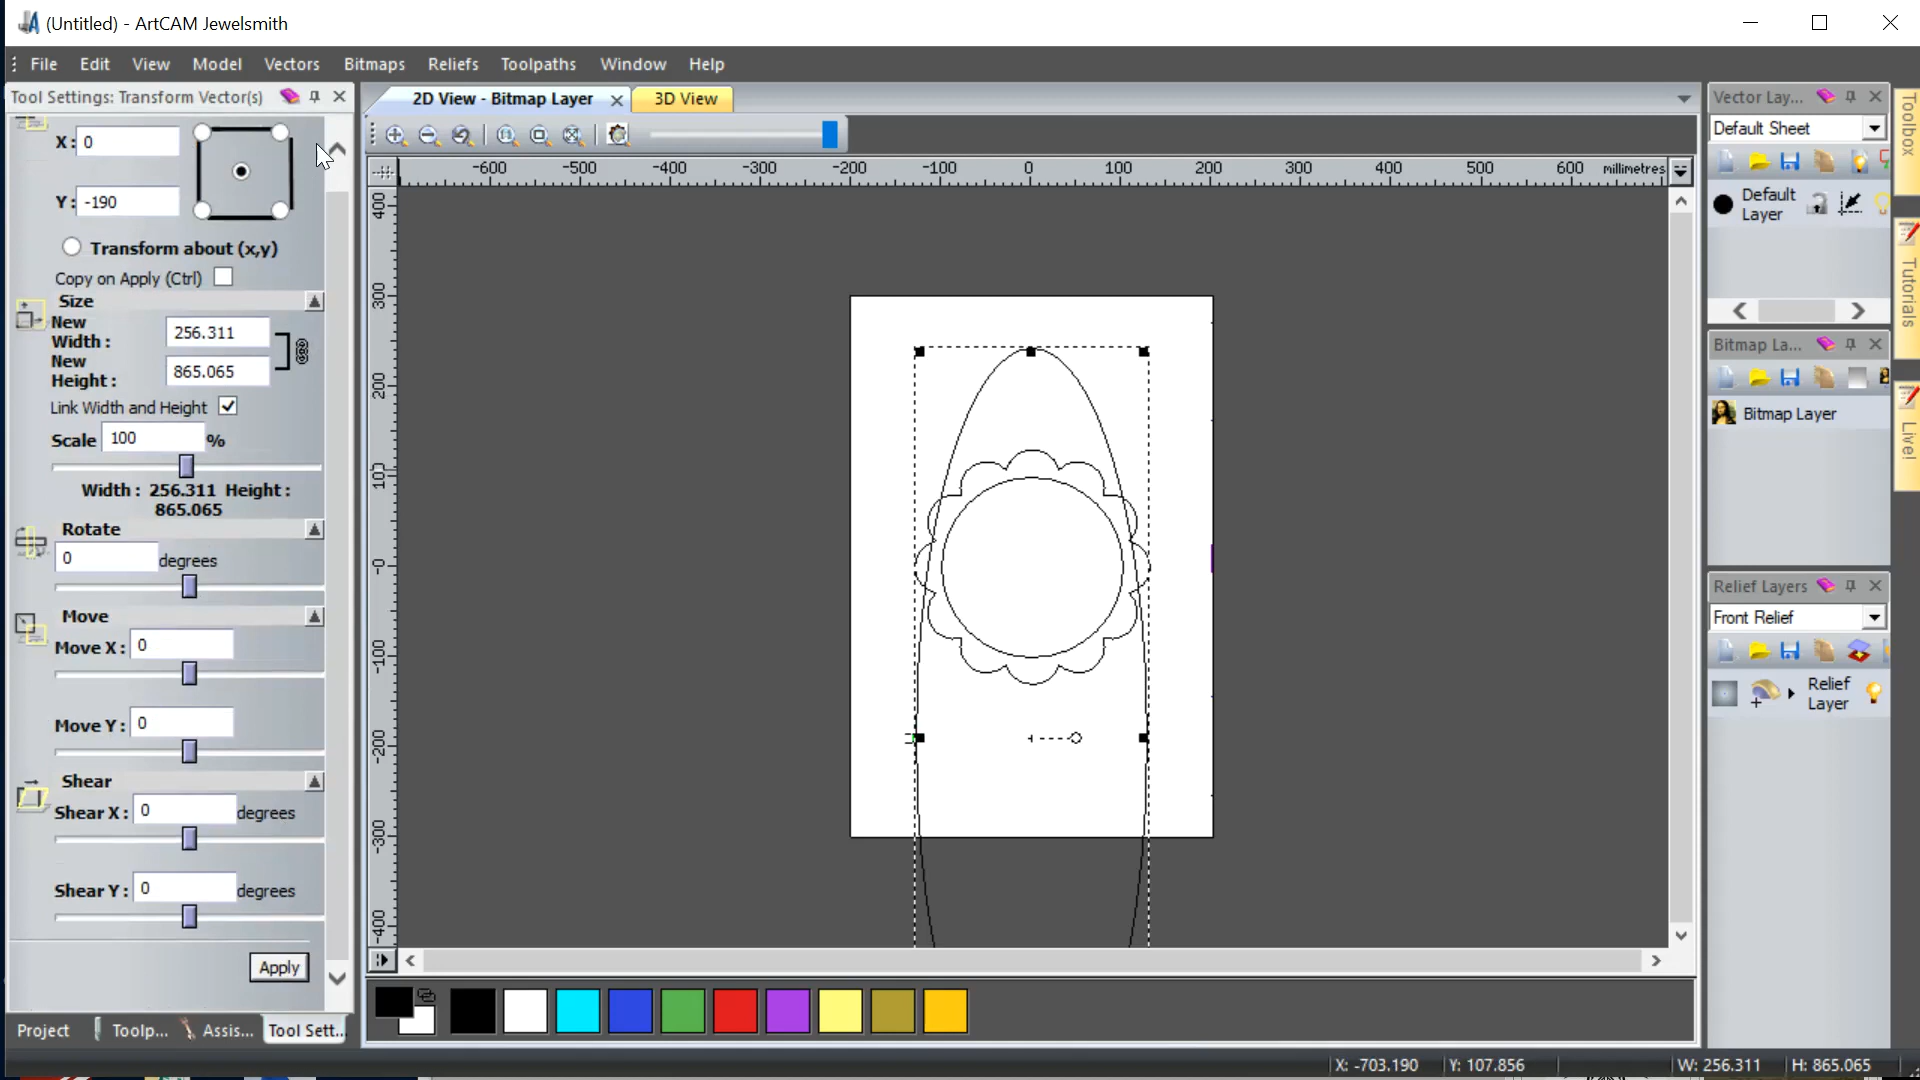 (Untitled) - ArtCAM Jewelsmith
File Edit View Model Vectors Bitmaps Reliefs Toolpaths Window Help
Tool Settings: Transform Vector(s)
X: 0
Y: -190
Transform about (x,y)
Copy on Apply (Ctrl)
Size
New Width: 256.311
New Height: 865.065
Link Width and Height
Scale 100 %
Width: 256.311 Height:
865.065
Rotate
0 degrees
Move
Move X: 0
Move Y: 0
Shear
Shear X: 0 degrees
Shear Y: 0 degrees
Apply
Project Toolp... Assis... Tool Sett...
2D View - Bitmap Layer 3D View
-600 -500 -400 -300 -200 -100 0 100 200 300 400 500 600 millimetres
400
300
200
100
-0
-100
-200
-300
-400
Vector Lay...
Default Sheet
Default
Layer
Bitmap La...
Bitmap Layer
Relief Layers
Front Relief
Relief
Layer
Toolbox
Tutorials
Live!
X: -703.190 Y: 107.856 W: 256.311 H: 865.065